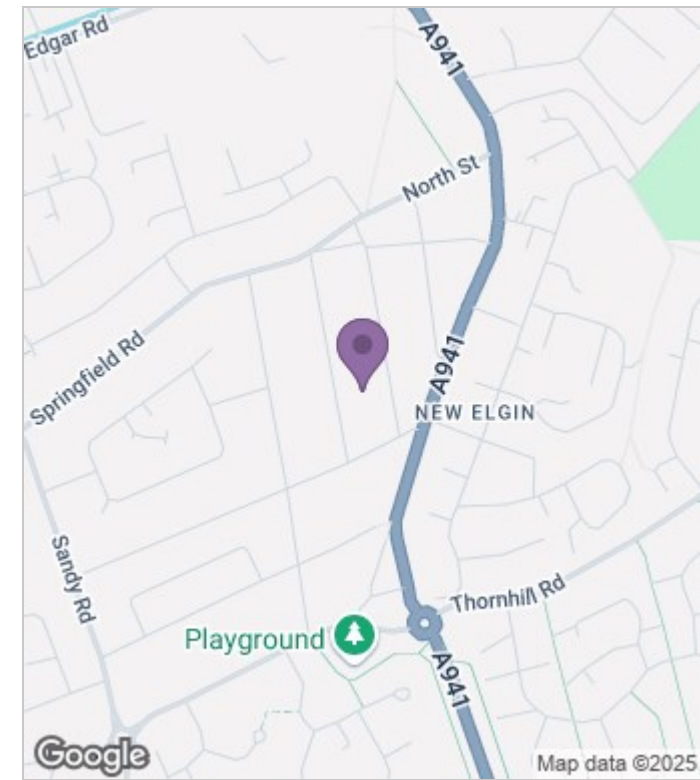 Edgar Rd
A941
North St
Springfield Rd
A941
NEW ELGIN
Sandy Rd
Thornhill Rd
Playground
A941
Google
Map data ©2025